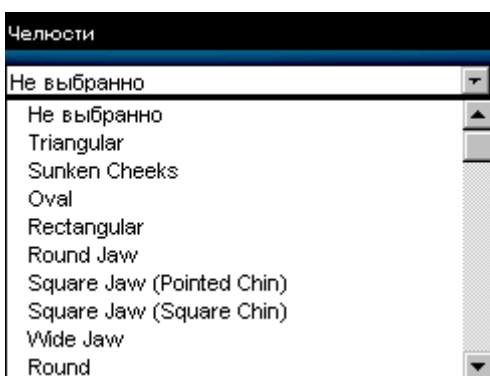 Челюсти
Не выбранно
Не выбранно
Triangular
Sunken Cheeks
Oval
Rectangular
Round Jaw
Square Jaw (Pointed Chin)
Square Jaw (Square Chin)
Wide Jaw
Round